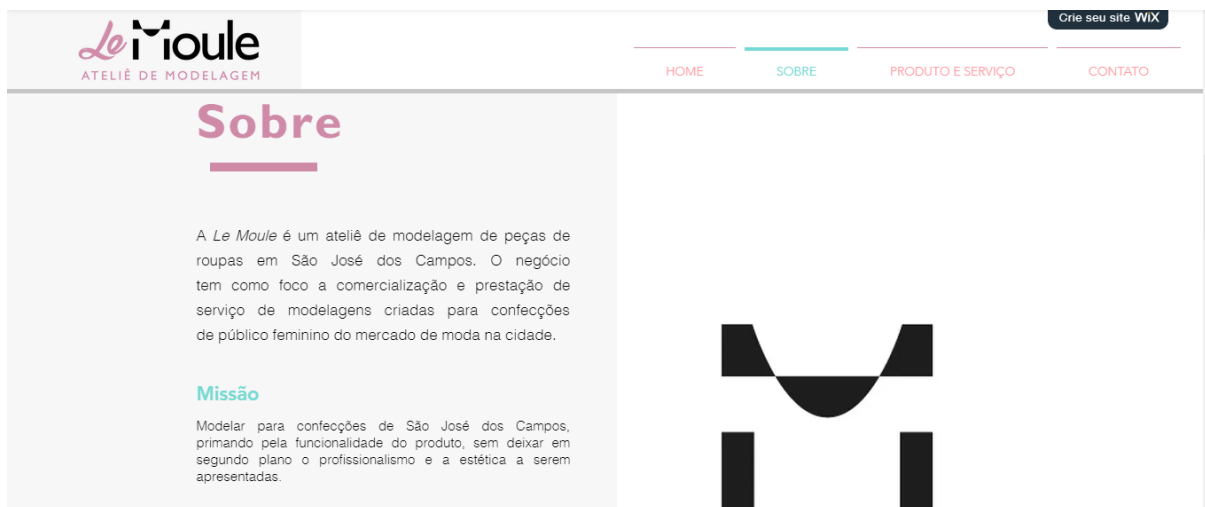 Crie seu site WiX
Le Moule
ATELIÊ DE MODELAGEM
HOME SOBRE PRODUTO E SERVIÇO CONTATO
Sobre
A Le Moule é um ateliê de modelagem de peças de
roupas em São José dos Campos. O negócio
tem como foco a comercialização e prestação de
serviço de modelagens criadas para confecções
de público feminino do mercado de moda na cidade.
Missão
Modelar para confecções de São José dos Campos,
primando pela funcionalidade do produto, sem deixar em
segundo plano o profissionalismo e a estética a serem
apresentadas.